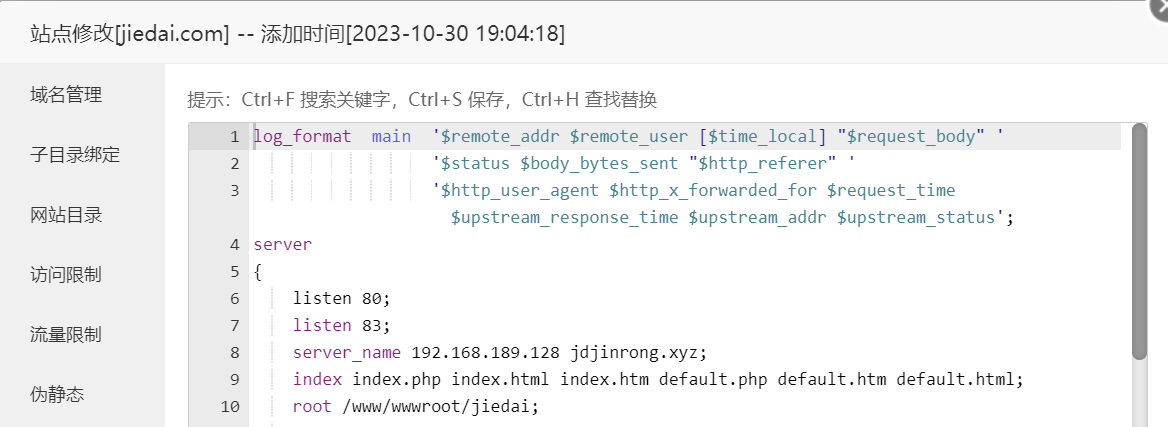 站点修改[jiedai.com] -- 添加时间[2023-10-30 19:04:18]
域名管理
子目录绑定
网站目录
访问限制
流量限制
伪静态
提示：Ctrl+F 搜索关键字，Ctrl+S 保存，Ctrl+H 查找替换
1 log_format  main  '$remote_addr $remote_user [$time_local] "$request_body" '
2 '$status $body_bytes_sent "$http_referer" '
3 '$http_user_agent $http_x_forwarded_for $request_time
$upstream_response_time $upstream_addr $upstream_status';
4 server
5 {
6 listen 80;
7 listen 83;
8 server_name 192.168.189.128 jdjinrong.xyz;
9 index index.php index.html index.htm default.php default.htm default.html;
10 root /www/wwwroot/jiedai;